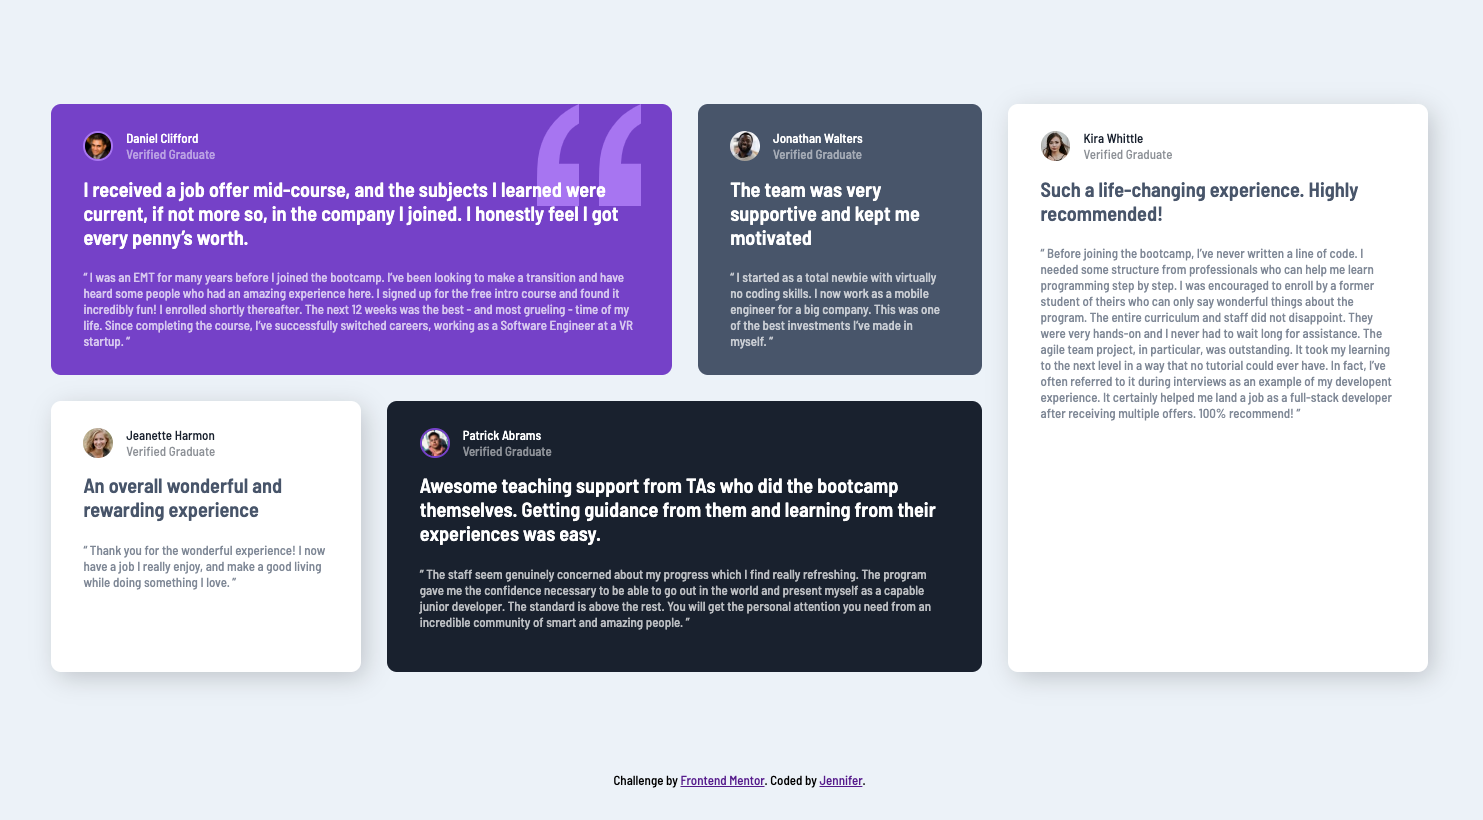 Daniel Clifford
Verified Graduate
I received a job offer mid-course, and the subjects I learned were
current, if not more so, in the company I joined. I honestly feel I got
every penny’s worth.
“ I was an EMT for many years before I joined the bootcamp. I’ve been looking to make a transition and have
heard some people who had an amazing experience here. I signed up for the free intro course and found it
incredibly fun! I enrolled shortly thereafter. The next 12 weeks was the best - and most grueling - time of my
life. Since completing the course, I’ve successfully switched careers, working as a Software Engineer at a VR
startup. ”
Jonathan Walters
Verified Graduate
The team was very
supportive and kept me
motivated
“ I started as a total newbie with virtually
no coding skills. I now work as a mobile
engineer for a big company. This was one
of the best investments I’ve made in
myself. ”
Kira Whittle
Verified Graduate
Such a life-changing experience. Highly
recommended!
“ Before joining the bootcamp, I’ve never written a line of code. I
needed some structure from professionals who can help me learn
programming step by step. I was encouraged to enroll by a former
student of theirs who can only say wonderful things about the
program. The entire curriculum and staff did not disappoint. They
were very hands-on and I never had to wait long for assistance. The
agile team project, in particular, was outstanding. It took my learning
to the next level in a way that no tutorial could ever have. In fact, I’ve
often referred to it during interviews as an example of my developent
experience. It certainly helped me land a job as a full-stack developer
after receiving multiple offers. 100% recommend! ”
Jeanette Harmon
Verified Graduate
An overall wonderful and
rewarding experience
“ Thank you for the wonderful experience! I now
have a job I really enjoy, and make a good living
while doing something I love. ”
Patrick Abrams
Verified Graduate
Awesome teaching support from TAs who did the bootcamp
themselves. Getting guidance from them and learning from their
experiences was easy.
“ The staff seem genuinely concerned about my progress which I find really refreshing. The program
gave me the confidence necessary to be able to go out in the world and present myself as a capable
junior developer. The standard is above the rest. You will get the personal attention you need from an
incredible community of smart and amazing people. ”
Challenge by Frontend Mentor. Coded by Jennifer.